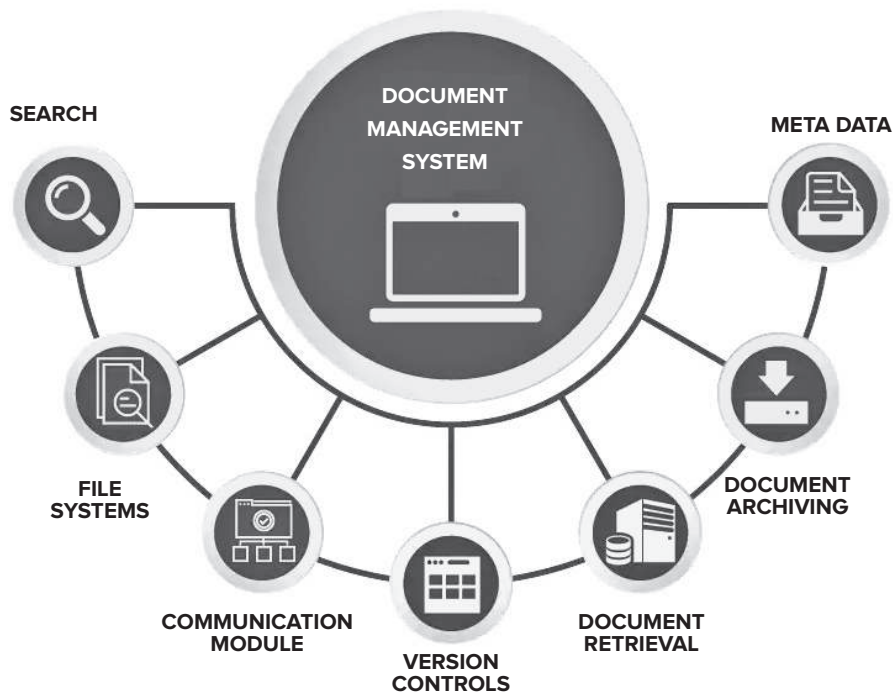 DOCUMENT
MANAGEMENT
SYSTEM
SEARCH
META DATA
FILE
SYSTEMS
DOCUMENT
ARCHIVING
COMMUNICATION
MODULE
DOCUMENT
RETRIEVAL
VERSION
CONTROLS